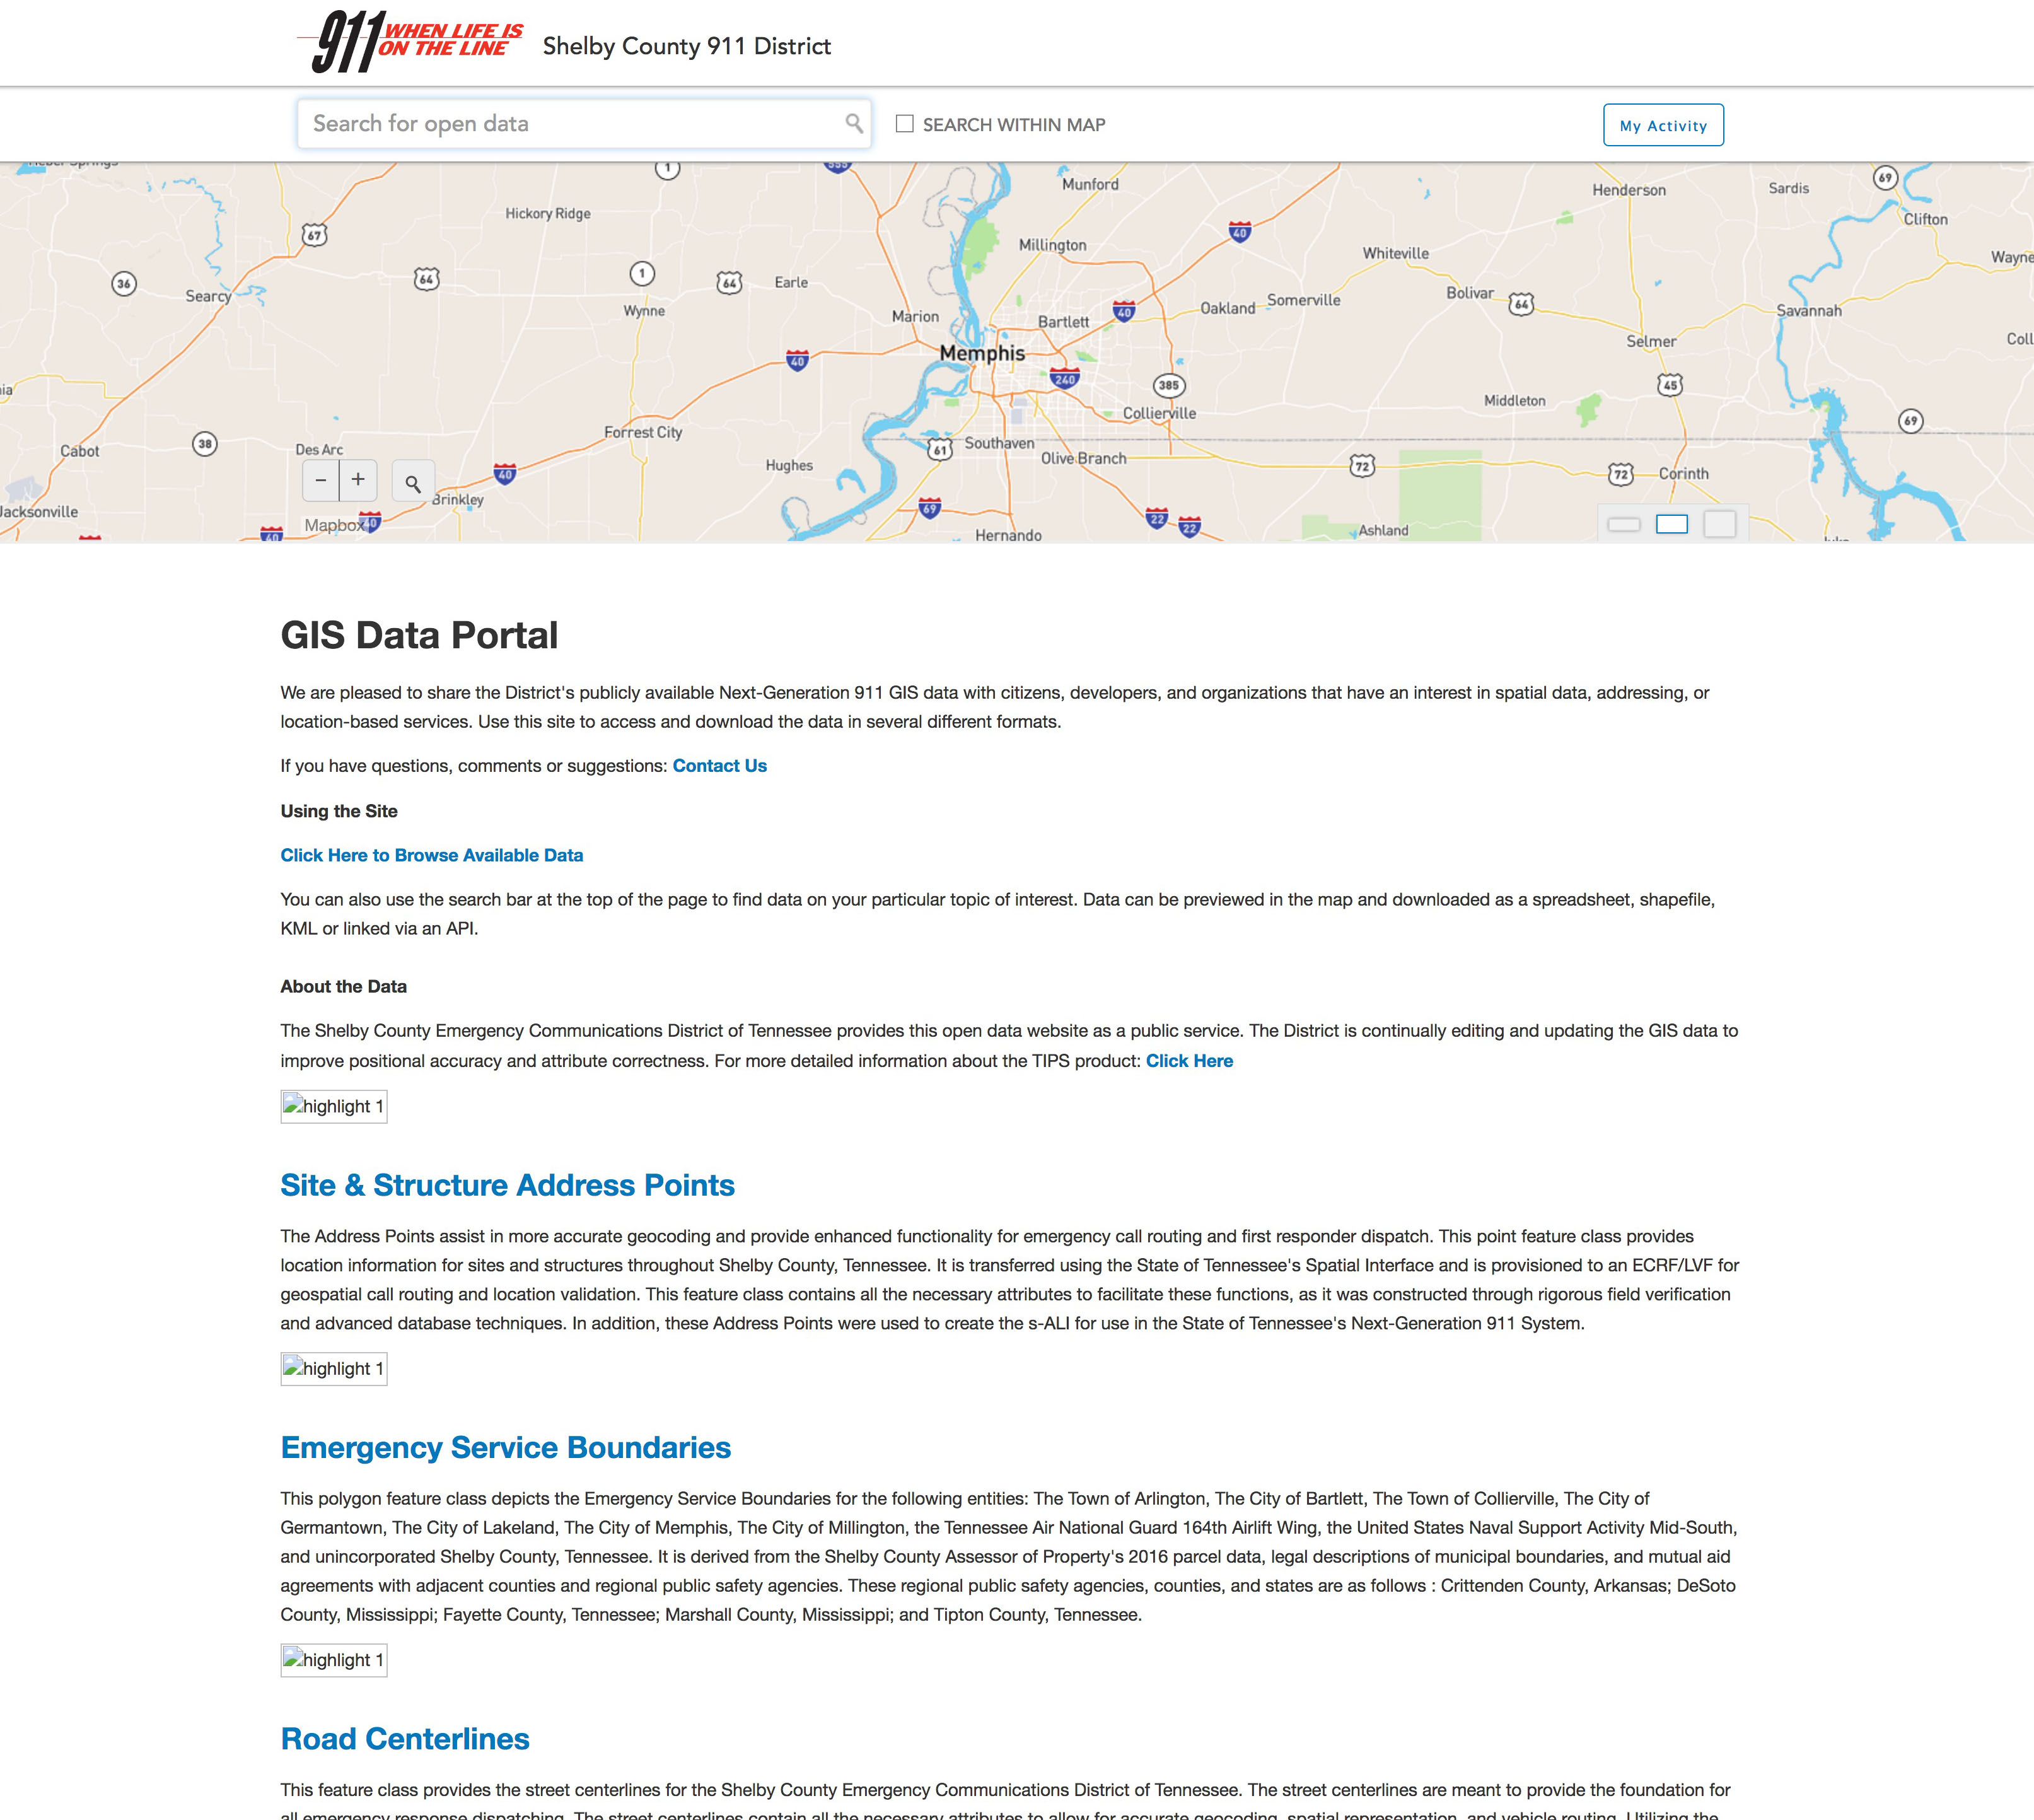 911 WHEN LIFE IS
ON THE LINE
Shelby County 911 District
Search for open data
SEARCH WITHIN MAP
My Activity
1
Munford
Henderson
Sardis
69
Hickory Ridge
67
Clifton
40
Millington
Whiteville
36
64
1
64
Earle
Searcy
Wynne
Marion
Bartlett
40
Oakland
Somerville
Bolivar
64
Savannah
Memphis
Selmer
40
240
385
45
Collierville
Middleton
69
Forrest City
Cabot
38
Des Arc
Southaven
61
Olive Branch
Hughes
72
72
Corinth
40
- +
Brinkley
69
22
22
Jacksonville
Mapbox
40
Hernando
Ashland
GIS Data Portal
We are pleased to share the District's publicly available Next-Generation 911 GIS data with citizens, developers, and organizations that have an interest in spatial data, addressing, or
location-based services. Use this site to access and download the data in several different formats.
If you have questions, comments or suggestions: Contact Us
Using the Site
Click Here to Browse Available Data
You can also use the search bar at the top of the page to find data on your particular topic of interest. Data can be previewed in the map and downloaded as a spreadsheet, shapefile,
KML or linked via an API.
About the Data
The Shelby County Emergency Communications District of Tennessee provides this open data website as a public service. The District is continually editing and updating the GIS data to
improve positional accuracy and attribute correctness. For more detailed information about the TIPS product: Click Here
highlight 1
Site & Structure Address Points
The Address Points assist in more accurate geocoding and provide enhanced functionality for emergency call routing and first responder dispatch. This point feature class provides
location information for sites and structures throughout Shelby County, Tennessee. It is transferred using the State of Tennessee's Spatial Interface and is provisioned to an ECRF/LVF for
geospatial call routing and location validation. This feature class contains all the necessary attributes to facilitate these functions, as it was constructed through rigorous field verification
and advanced database techniques. In addition, these Address Points were used to create the s-ALI for use in the State of Tennessee's Next-Generation 911 System.
highlight 1
Emergency Service Boundaries
This polygon feature class depicts the Emergency Service Boundaries for the following entities: The Town of Arlington, The City of Bartlett, The Town of Collierville, The City of
Germantown, The City of Lakeland, The City of Memphis, The City of Millington, the Tennessee Air National Guard 164th Airlift Wing, the United States Naval Support Activity Mid-South,
and unincorporated Shelby County, Tennessee. It is derived from the Shelby County Assessor of Property's 2016 parcel data, legal descriptions of municipal boundaries, and mutual aid
agreements with adjacent counties and regional public safety agencies. These regional public safety agencies, counties, and states are as follows : Crittenden County, Arkansas; DeSoto
County, Mississippi; Fayette County, Tennessee; Marshall County, Mississippi; and Tipton County, Tennessee.
highlight 1
Road Centerlines
This feature class provides the street centerlines for the Shelby County Emergency Communications District of Tennessee. The street centerlines are meant to provide the foundation for
all emergency response dispatching. The street centerlines contain all the necessary attributes to allow for accurate geocoding, spatial representation, and vehicle routing. Utilizing the